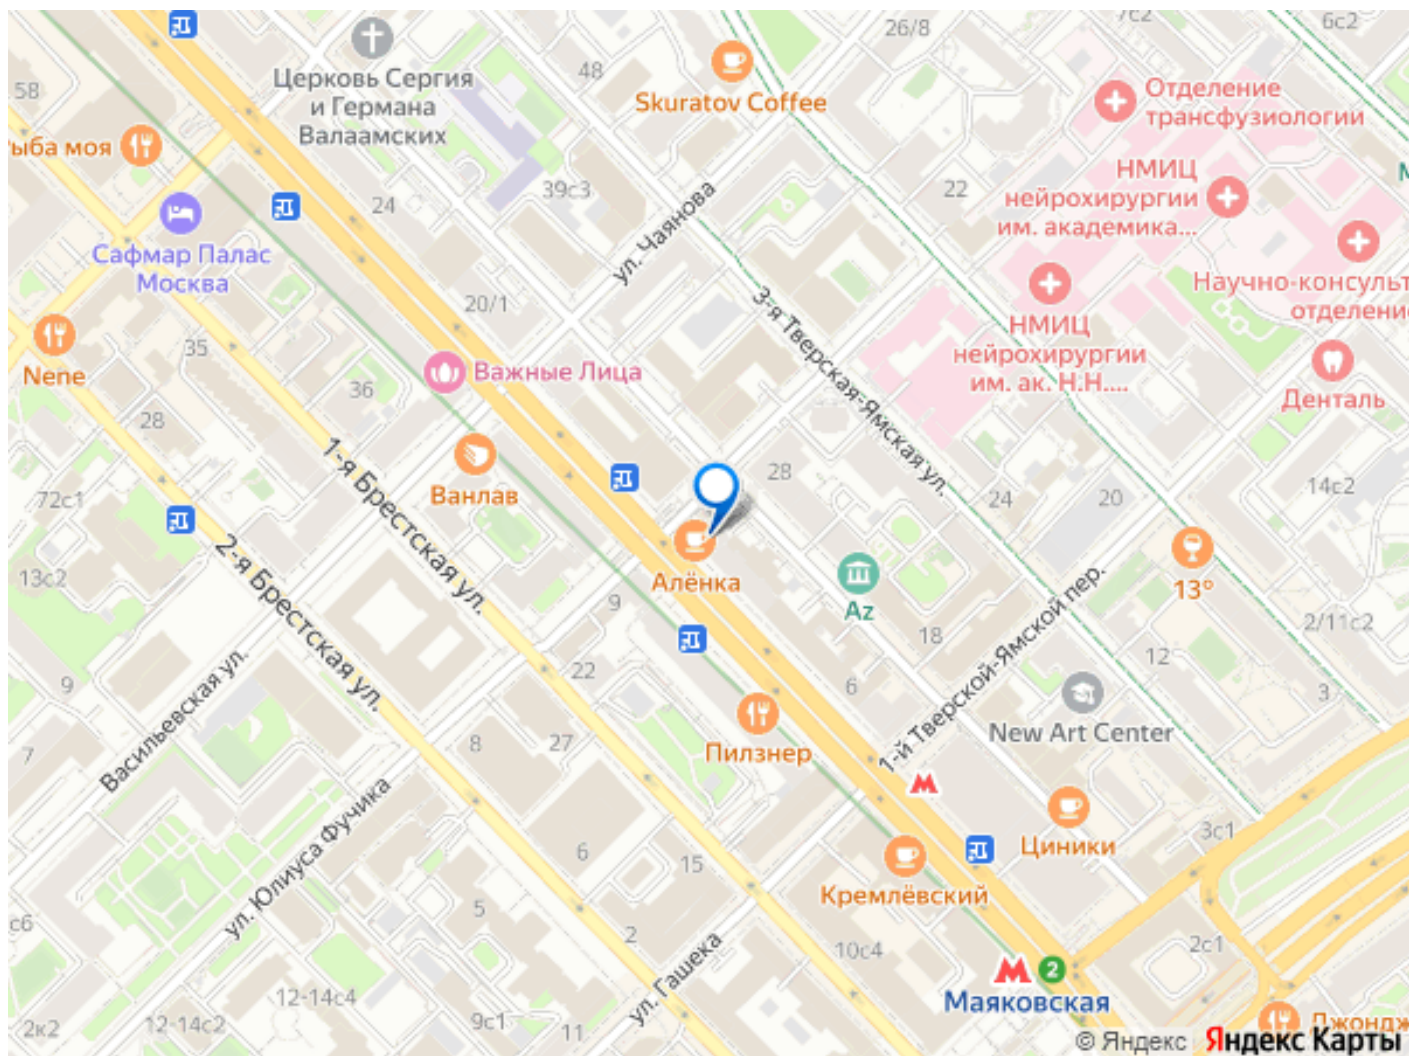 26/8
7с2
6с2
Церковь Сергия
и Германа
Валаамских
48
Skuratov Coffee
Отделение
трансфузиологии
58
ыба моя
24
39с3
22
НМИЦ
нейрохирургии
им. академика...
Сафмар Палас
Москва
ул. Чаянова
Научно-консульт
отделение
20/1
3-я Тверская-Ямская ул.
НМИЦ
нейрохирургии
им. ак. Н.Н....
Nene
35
36
Важные Лица
Денталь
28
1-я Брестская ул.
Ванлав
28
72с1
24
20
14с2
2-я Брестская ул.
13с2
Алёнка
9
Az
13°
18
2/11с2
1-й Тверской-Ямской пер.
12
3
9
22
6
Васильевская ул.
New Art Center
7
8
27
Пилзнер
ул. Юлиуса Фучика
6
15
Циники
3с1
Кремлёвский
с6
5
2
10с4
2с1
ул. Гашека
2
Маяковская
12-14с4
2к2
12-14с2
9с1
11
Джондж
© Яндекс Яндекс Карты